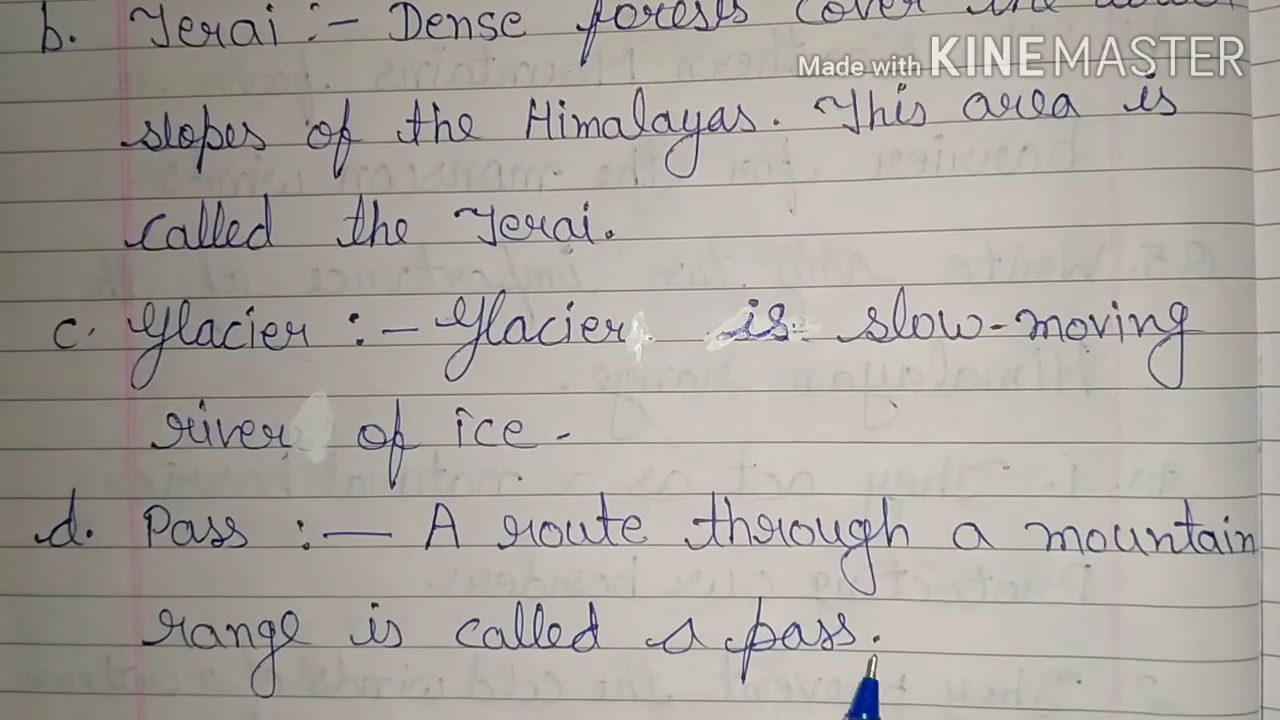 b. Terai :- Dense forests cover the lower
Made with KINEMASTER
slopes of the Himalayas. This area is
called the Terai.
c. Glacier :- Glacier is slow-moving
river of ice.
d. Pass :- A route through a mountain
range is called a pass.